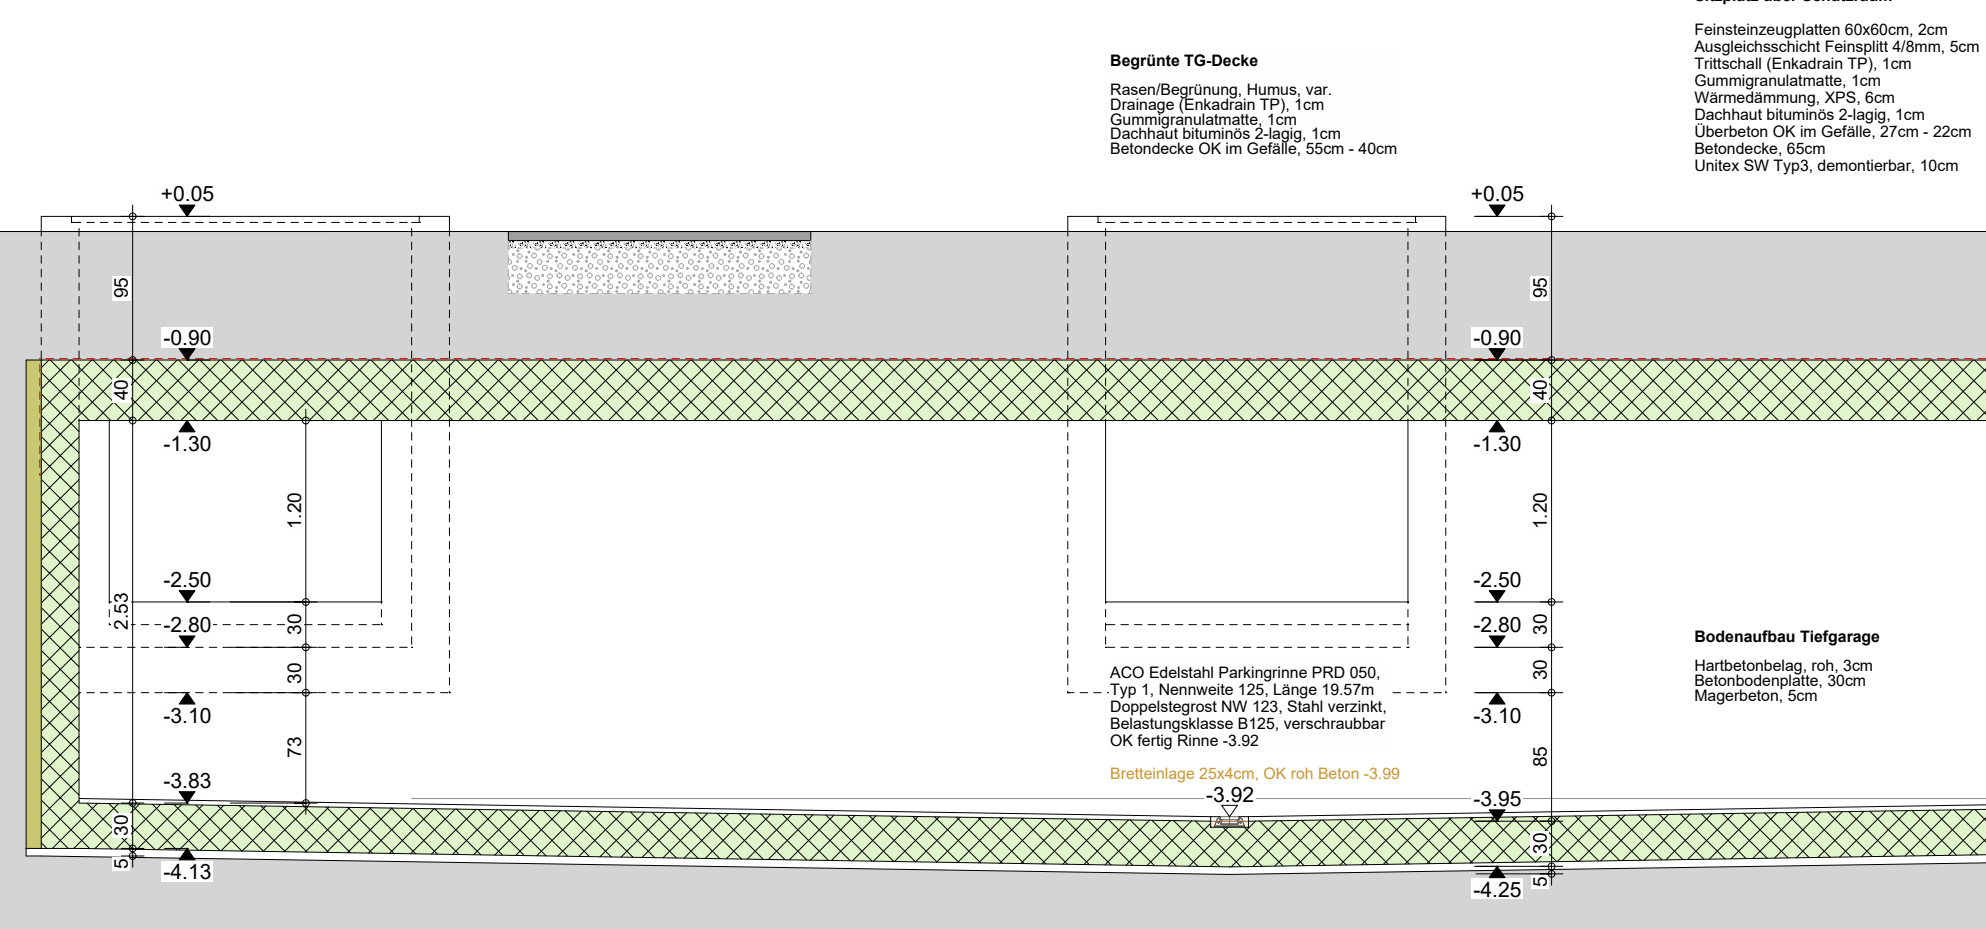 Feinsteinzeugplatten 60x60cm, 2cm
Ausgleichsschicht Feinsplitt 4/8mm, 5cm
Trittschall (Enkadrain TP), 1cm
Gummigranulatmatte, 1cm
Wärmedämmung, XPS, 6cm
Dachhaut bituminös 2-lagig, 1cm
Überbeton OK im Gefälle, 27cm - 22cm
Betondecke, 65cm
Unitex SW Typ3, demontierbar, 10cm
Begrünte TG-Decke
Rasen/Begrünung, Humus, var.
Drainage (Enkadrain TP), 1cm
Gummigranulatmatte, 1cm
Dachhaut bituminös 2-lagig, 1cm
Betondecke OK im Gefälle, 55cm - 40cm
+0.05
95
-0.90
40
-1.30
1.20
-2.50
2.53
30
-2.80
30
-3.10
73
-3.83
30
5
-4.13
ACO Edelstahl Parkingrinne PRD 050,
Typ 1, Nennweite 125, Länge 19.57m
Doppelstegrost NW 123, Stahl verzinkt,
Belastungsklasse B125, verschraubbar
OK fertig Rinne -3.92
Bretteinlage 25x4cm, OK roh Beton -3.99
-3.92
+0.05
95
-0.90
40
-1.30
1.20
-2.50
30
-2.80
30
-3.10
85
-3.95
30
5
-4.25
Bodenaufbau Tiefgarage
Hartbetonbelag, roh, 3cm
Betonbodenplatte, 30cm
Magerbeton, 5cm